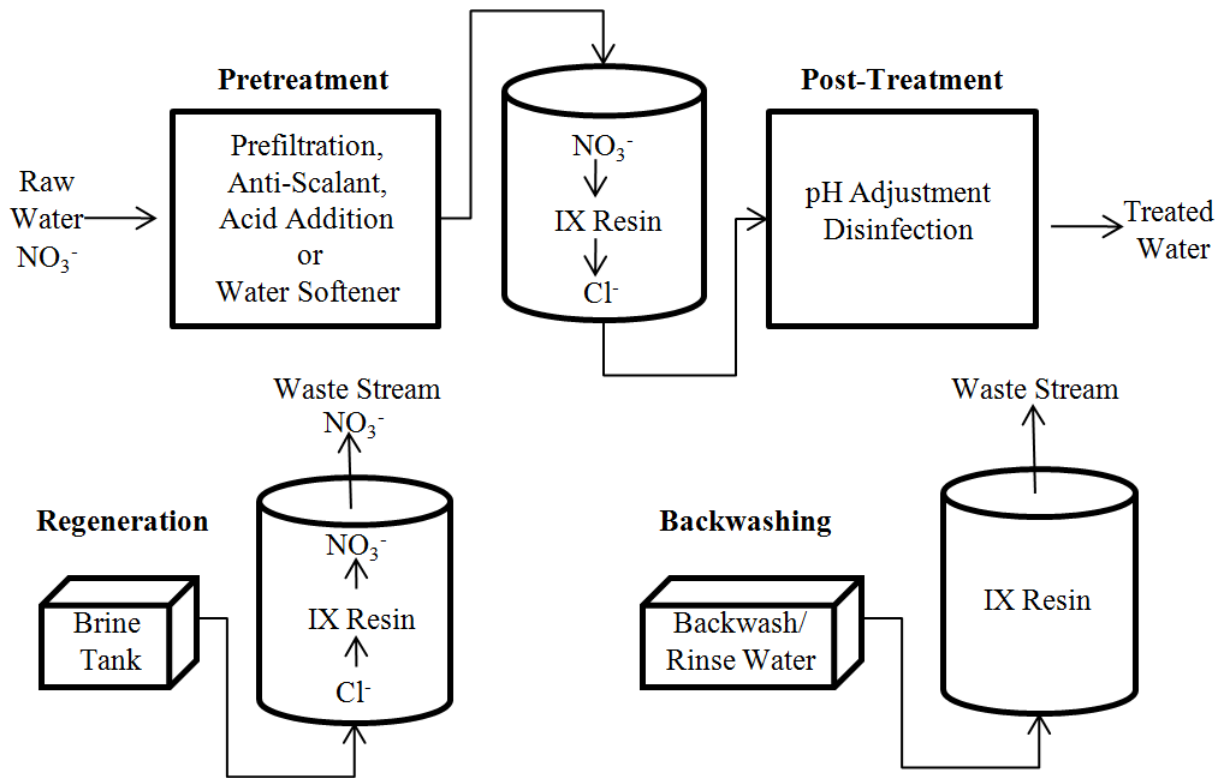 Pretreatment
Post-Treatment
Raw
Water
NO₃⁻
Prefiltration,
Anti-Scalant,
Acid Addition
or
Water Softener
NO₃⁻
IX Resin
Cl⁻
pH Adjustment
Disinfection
Treated
Water
Waste Stream
NO₃⁻
Regeneration
NO₃⁻
IX Resin
Cl⁻
Brine
Tank
Waste Stream
Backwashing
IX Resin
Backwash/
Rinse Water